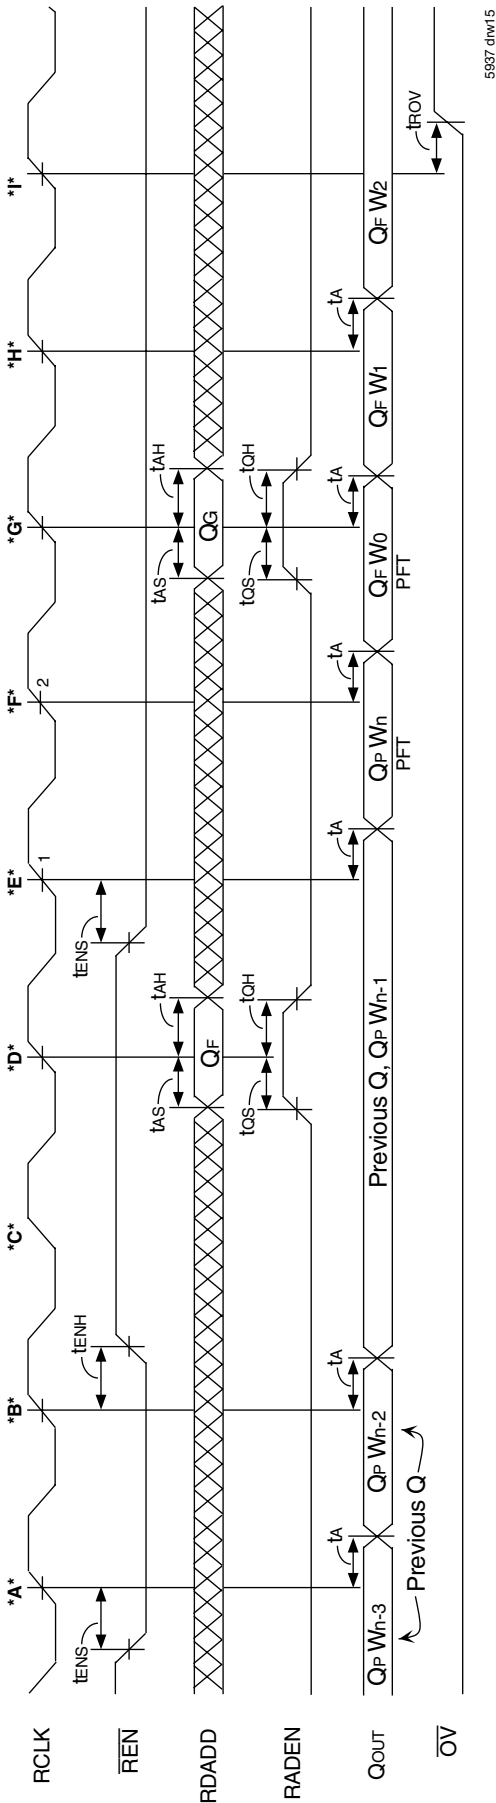 *A* *B* *C* *D* *E* *F* *G* *H* *I*
RCLK 1 2
tENS tENH tENS
REN
tAS tAH tAS tAH
RDADD QF QG
tQS tQH tQS tQH
RADEN
tA tA tA tA tA tA
QOUT QP Wn-3 QP Wn-2 Previous Q, QP Wn-1 QP Wn QF W0 QF W1 QF W2
PFT PFT
Previous Q
tROV
OV
5937 drw15